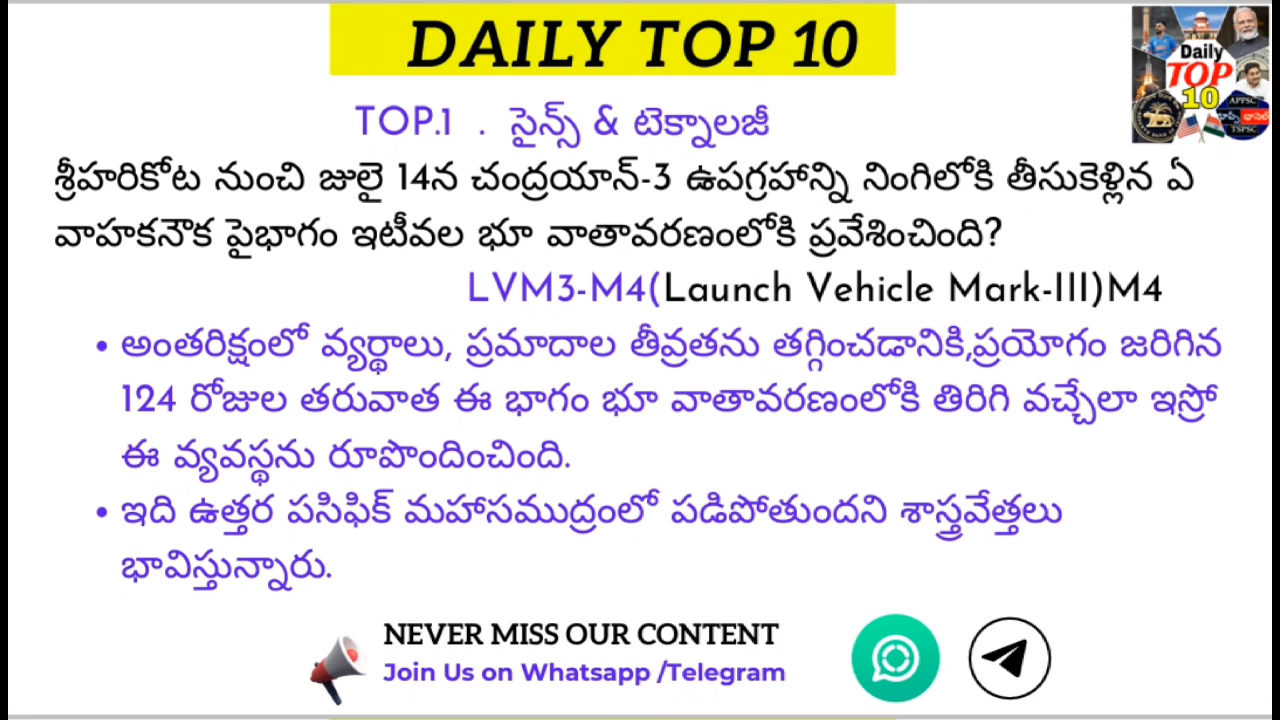 DAILY TOP 10
Daily
TOP
10
APPSC
TSPSC
TOP.1 . సైన్స్ & టెక్నాలజీ
శ్రీహరికోట నుంచి జులై 14న చంద్రయాన్-3 ఉపగ్రహాన్ని నింగిలోకి తీసుకెళ్లిన ఏ
వాహకనౌక పైభాగం ఇటీవల భూ వాతావరణంలోకి ప్రవేశించింది?
LVM3-M4(Launch Vehicle Mark-III)M4
• అంతరిక్షంలో వ్యర్థాలు, ప్రమాదాల తీవ్రతను తగ్గించడానికి,ప్రయోగం జరిగిన
124 రోజుల తరువాత ఈ భాగం భూ వాతావరణంలోకి తిరిగి వచ్చేలా ఇస్రో
ఈ వ్యవస్థను రూపొందించింది.
• ఇది ఉత్తర పసిఫిక్ మహాసముద్రంలో పడిపోతుందని శాస్త్రవేత్తలు
భావిస్తున్నారు.
NEVER MISS OUR CONTENT
Join Us on Whatsapp /Telegram